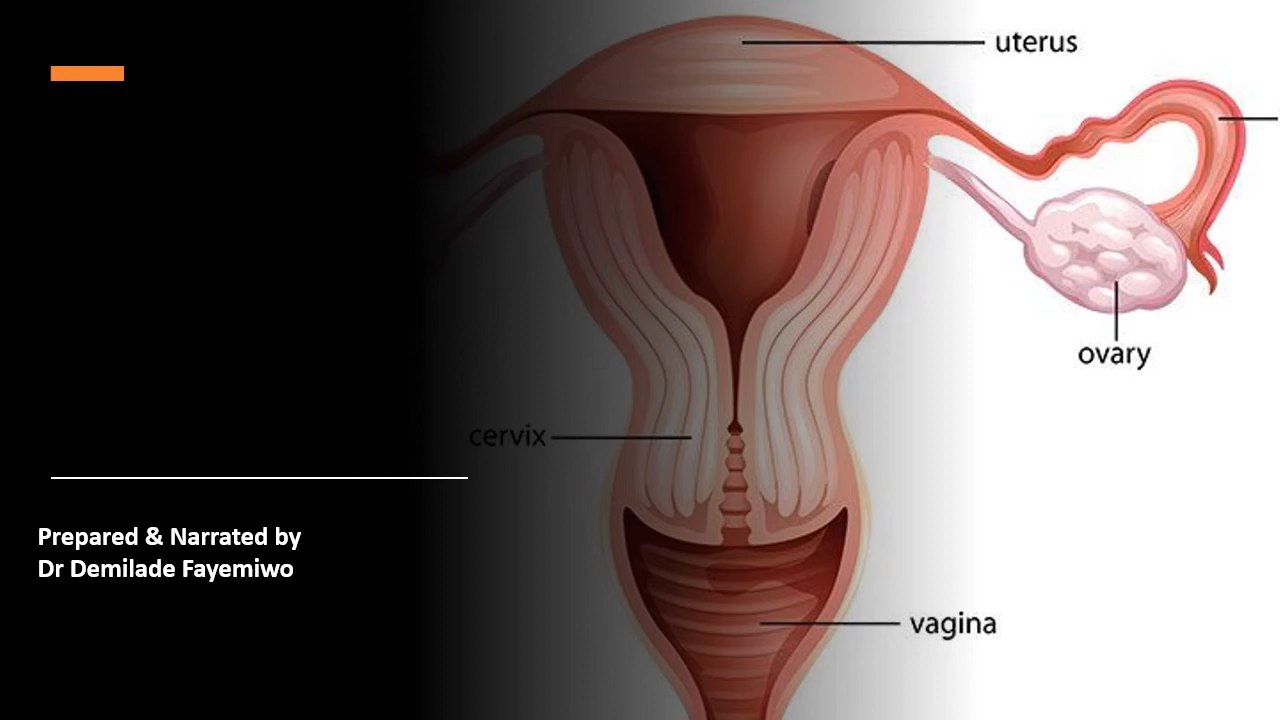 uterus
ovary
cervix
Prepared & Narrated by
Dr Demilade Fayemiwo
vagina